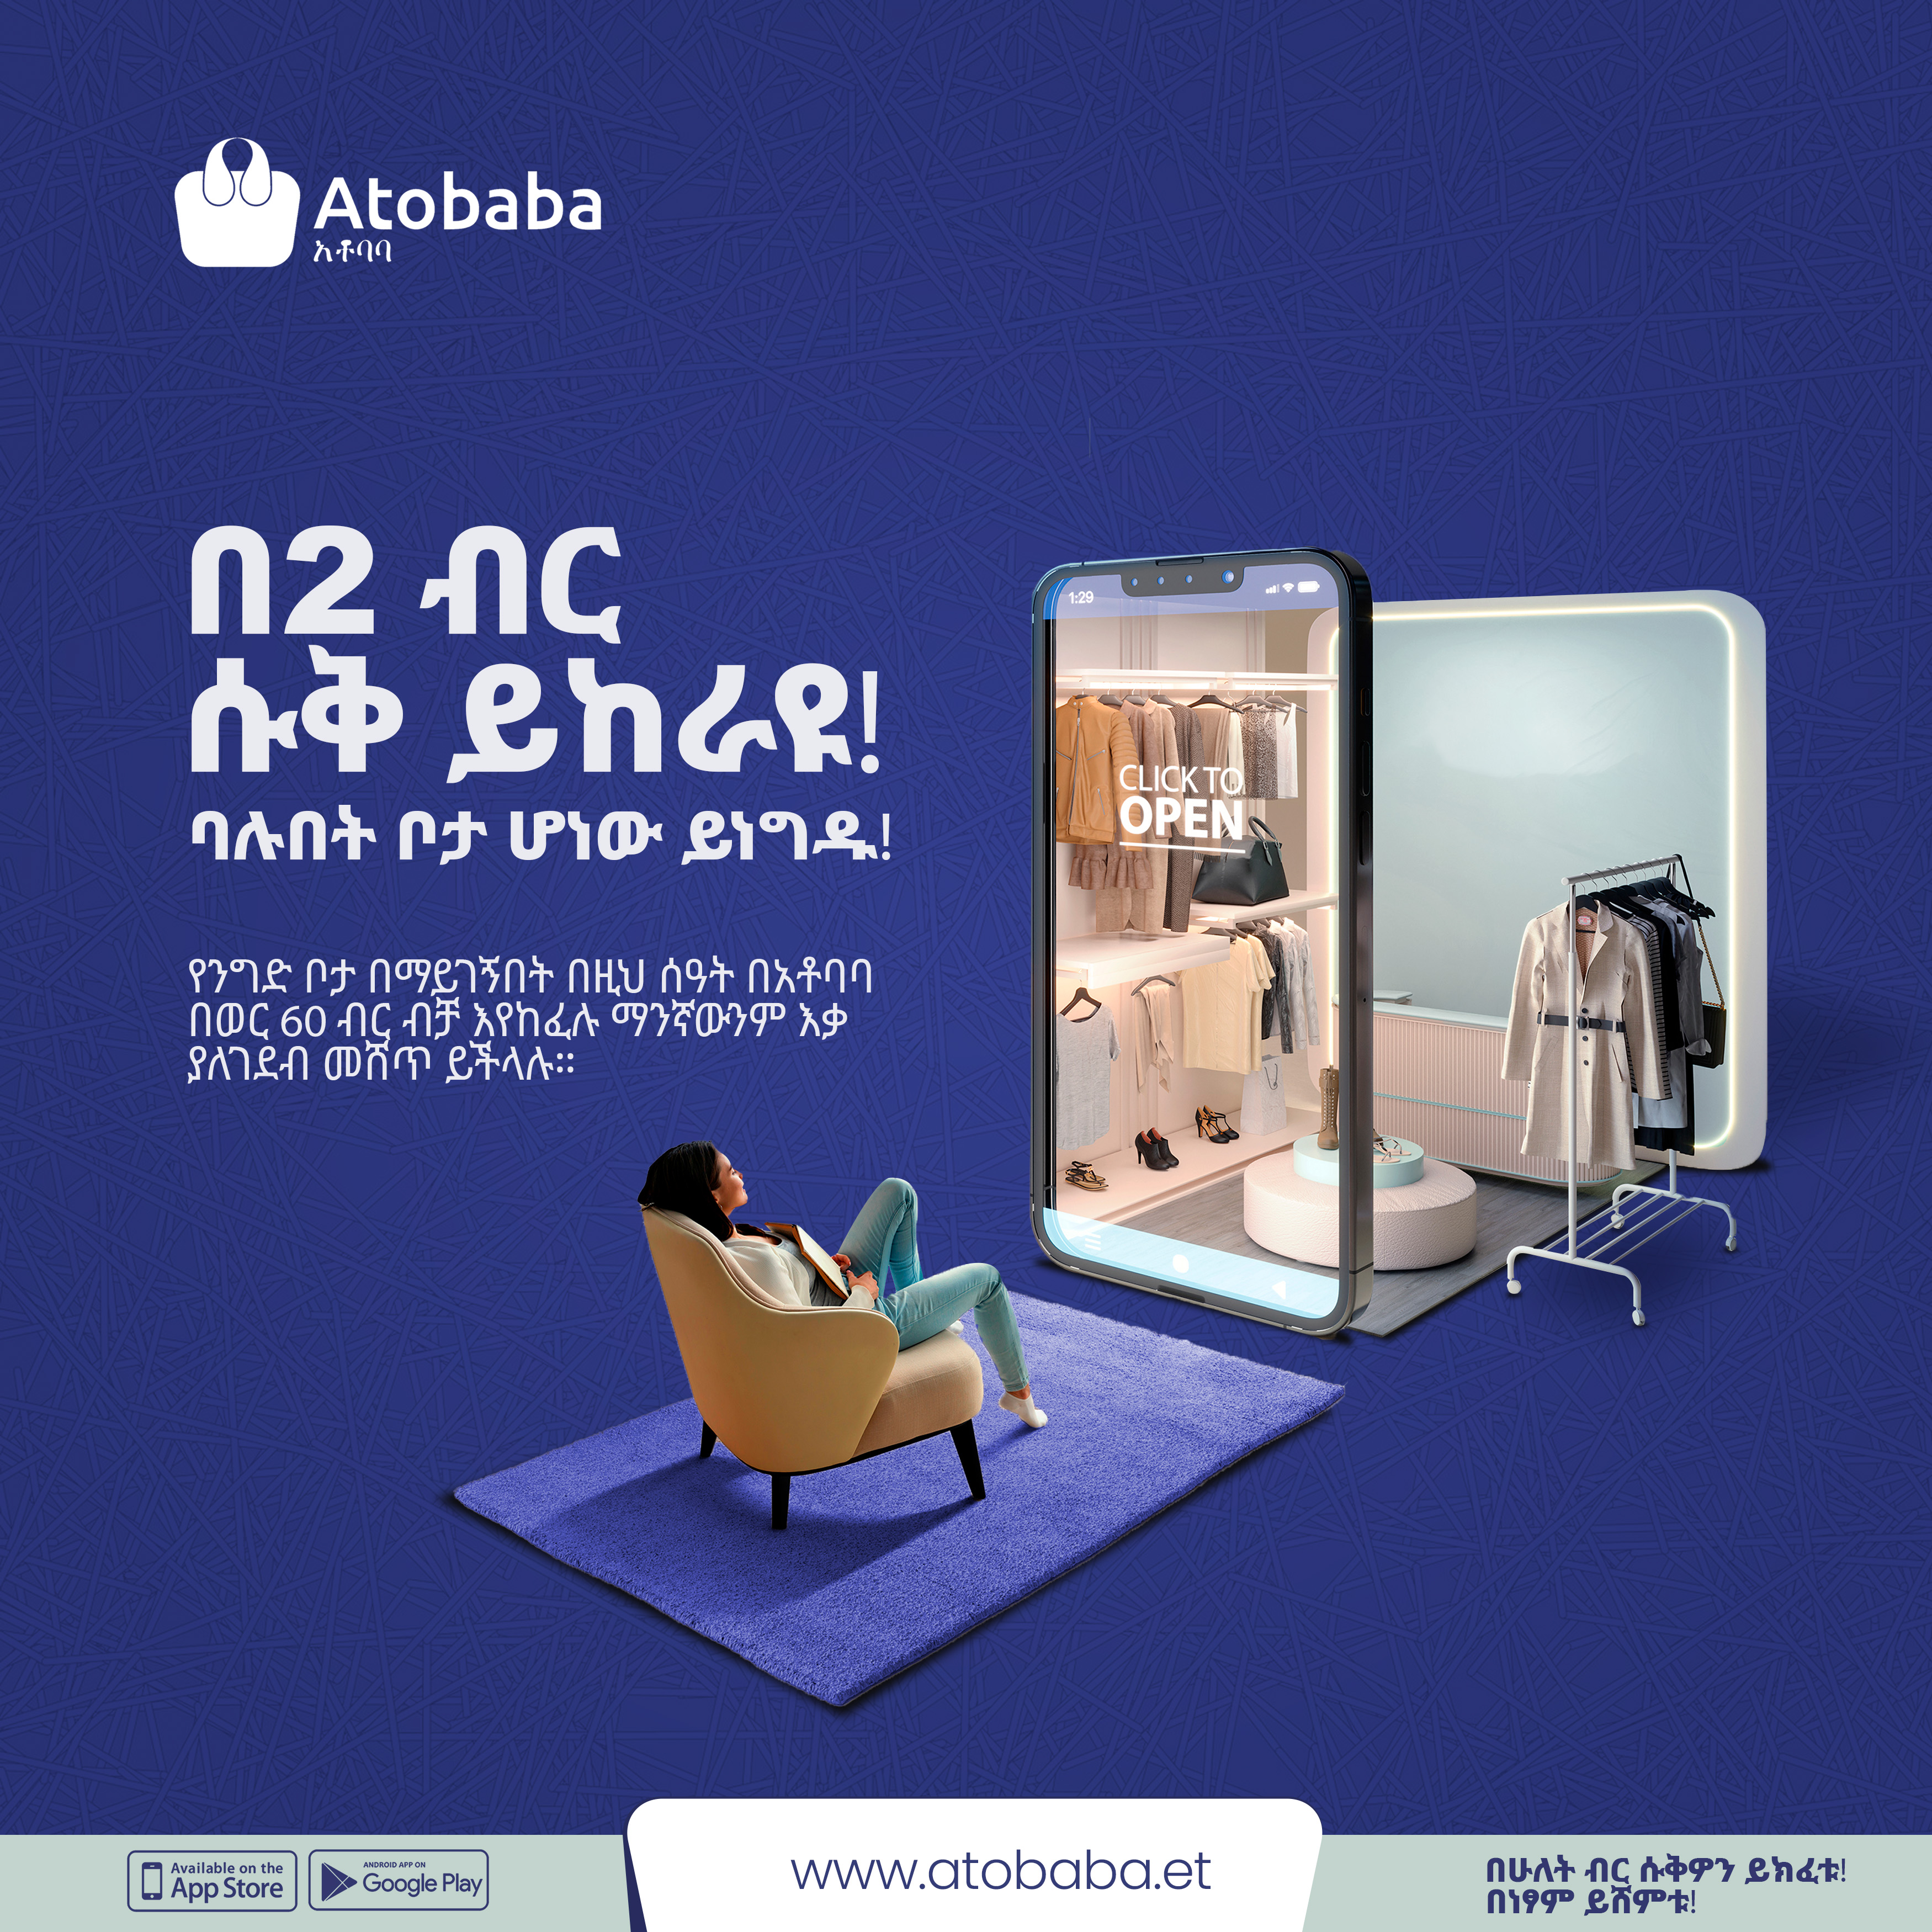 Atobaba
አቶባባ
በ2 ብር
ሱቅ ይከራዩ!
ባሉበት ቦታ ሆነው ይነግዱ!
የንግድ ቦታ በማይገኝበት በዚህ ሰዓት በአቶባባ
በወር 60 ብር ብቻ እየከፈሉ ማንኛውንም እቃ
ያለገደብ መሸጥ ይችላሉ።
1:29
CLICK TO
OPEN
Available on the
App Store
ANDROID APP ON
Google Play
www.atobaba.et
በሁለት ብር ሱቅዎን ይክፈቱ!
በነፃም ይሸምቱ!